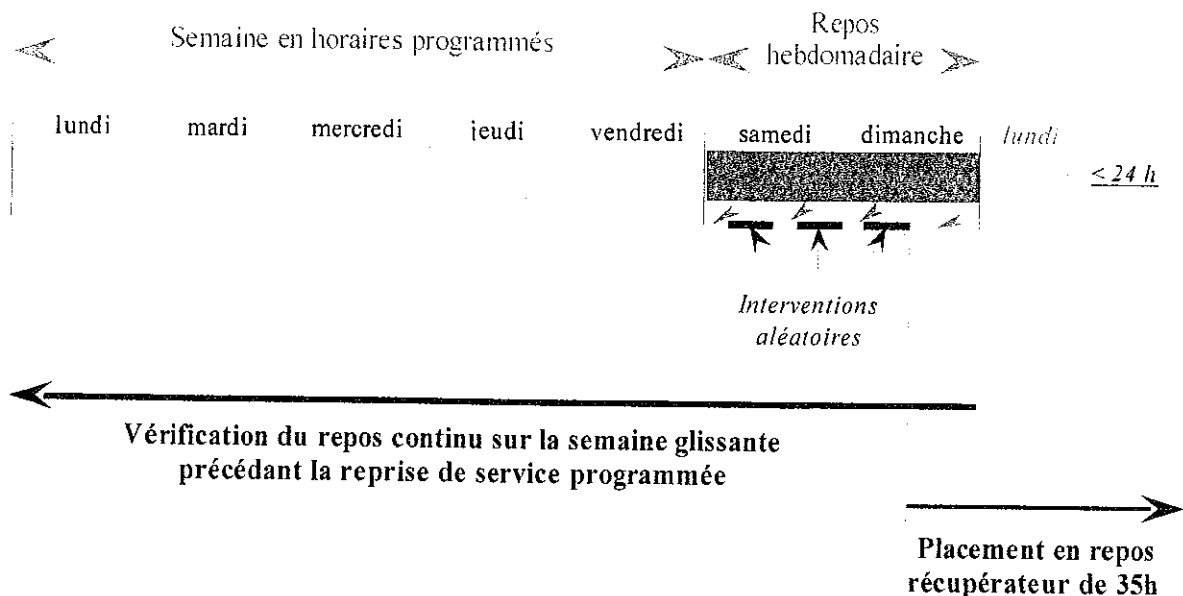 Semaine en horaires programmés
Repos
hebdomadaire
lundi mardi mercredi jeudi vendredi samedi dimanche lundi
< 24 h
Interventions
aléatoires
Vérification du repos continu sur la semaine glissante
précédant la reprise de service programmée
Placement en repos
récupérateur de 35h